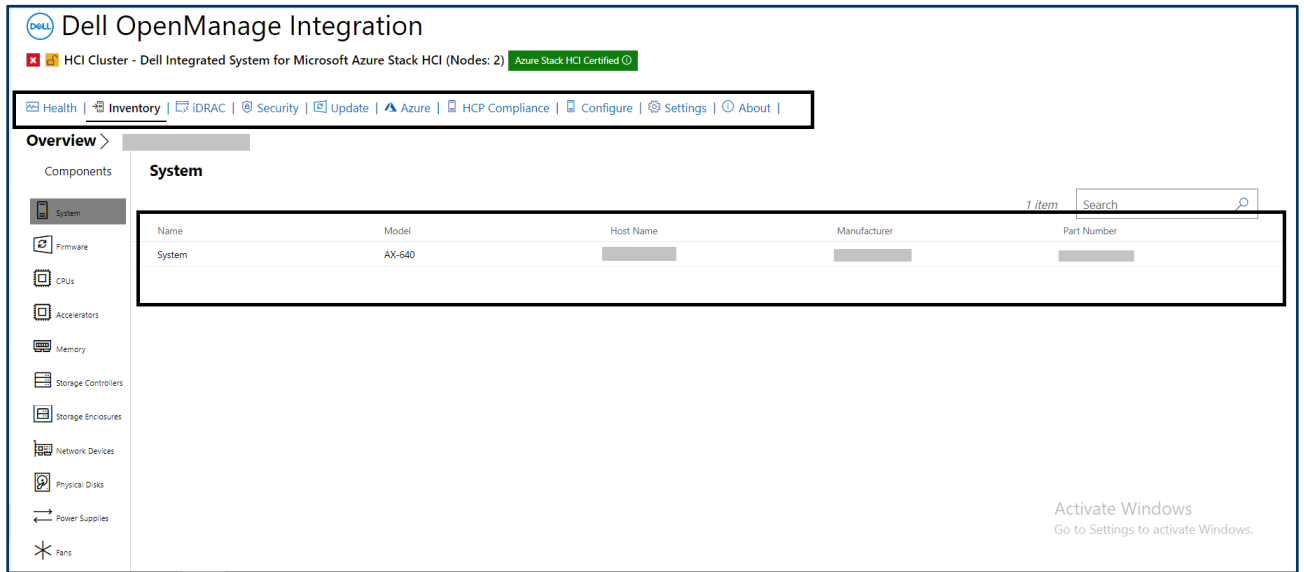 DELL Dell OpenManage Integration
HCI Cluster - Dell Integrated System for Microsoft Azure Stack HCI (Nodes: 2) Azure Stack HCI Certified
Health | Inventory | iDRAC | Security | Update | Azure | HCP Compliance | Configure | Settings | About |
Overview >
Components
System
1 item Search
System
Name Model Host Name Manufacturer Part Number
System AX-640
Firmware
CPUs
Accelerators
Memory
Storage Controllers
Storage Enclosures
Network Devices
Physical Disks
Power Supplies
Fans
Activate Windows
Go to Settings to activate Windows.